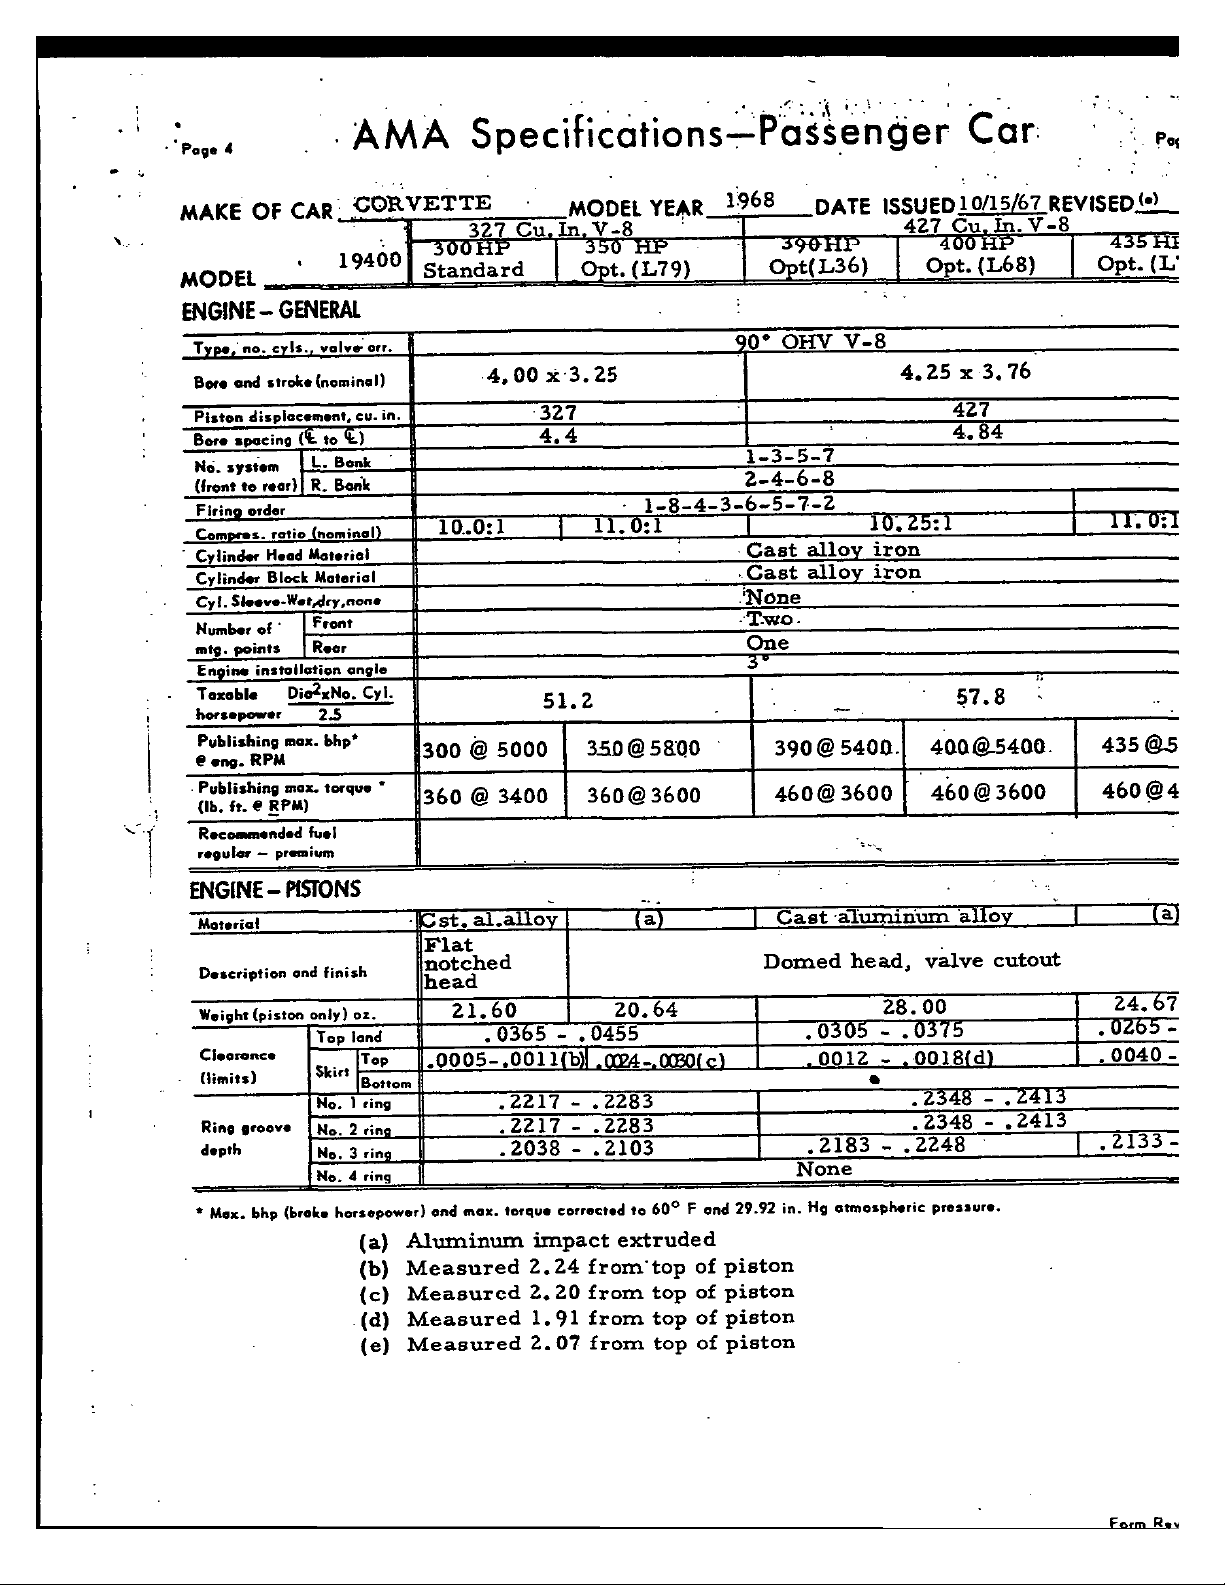 AMA Specifications—Passenger Car
Page 4
MAKE OF CAR CORVETTE MODEL YEAR 1968 DATE ISSUED 10/15/67 REVISED (•)
327 Cu. In. V-8 427 Cu. In. V-8
MODEL 19400
300 HP 350 HP 390 HP 400 HP 435
Standard Opt. (L79) Opt(L36) Opt. (L68) Opt.
ENGINE – GENERAL
Type, no. cyls., valve arr. 90° OHV V-8
Bore and stroke (nominal) 4.00 x 3.25 4.25 x 3.76
Piston displacement, cu. in. 327 427
Bore spacing (℄ to ℄) 4.4 4.84
No. system (front to rear) L. Bank 1-3-5-7
R. Bank 2-4-6-8
Firing order 1-8-4-3-6-5-7-2
Compres. ratio (nominal) 10.0:1 11.0:1 10.25:1 11.0:1
Cylinder Head Material Cast alloy iron
Cylinder Block Material Cast alloy iron
Cyl. Sleeve-Wet,dry,none None
Number of mtg. points Front Two
Rear One
Engine installation angle 3°
Taxable horsepower Dia²xNo. Cyl. 51.2 57.8
2.5
Publishing max. bhp*
@ eng. RPM 300 @ 5000 350 @ 5800 390 @ 5400 400 @ 5400 435 @
Publishing max. torque *
(lb. ft. @ RPM) 360 @ 3400 360 @ 3600 460 @ 3600 460 @ 3600 460 @
Recommended fuel
regular – premium
ENGINE – PISTONS
Material Cst. al. alloy (a) Cast aluminum alloy (a)
Description and finish Flat notched head Domed head, valve cutout
Weight (piston only) oz. 21.60 20.64 28.00 24.67
Clearance (limits) Top land .0365 - .0455 .0305 - .0375 .0265 -
Skirt Top .0005-.0011(b) .0024-.0030(c) .0012 - .0018(d) .0040 -
Bottom
Ring groove depth No. 1 ring .2217 - .2283 .2348 - .2413
No. 2 ring .2217 - .2283 .2348 - .2413
No. 3 ring .2038 - .2103 .2183 - .2248 .2133 -
No. 4 ring None
* Max. bhp (brake horsepower) and max. torque corrected to 60° F and 29.92 in. Hg atmospheric pressure.
(a) Aluminum impact extruded
(b) Measured 2.24 from top of piston
(c) Measured 2.20 from top of piston
(d) Measured 1.91 from top of piston
(e) Measured 2.07 from top of piston
Form